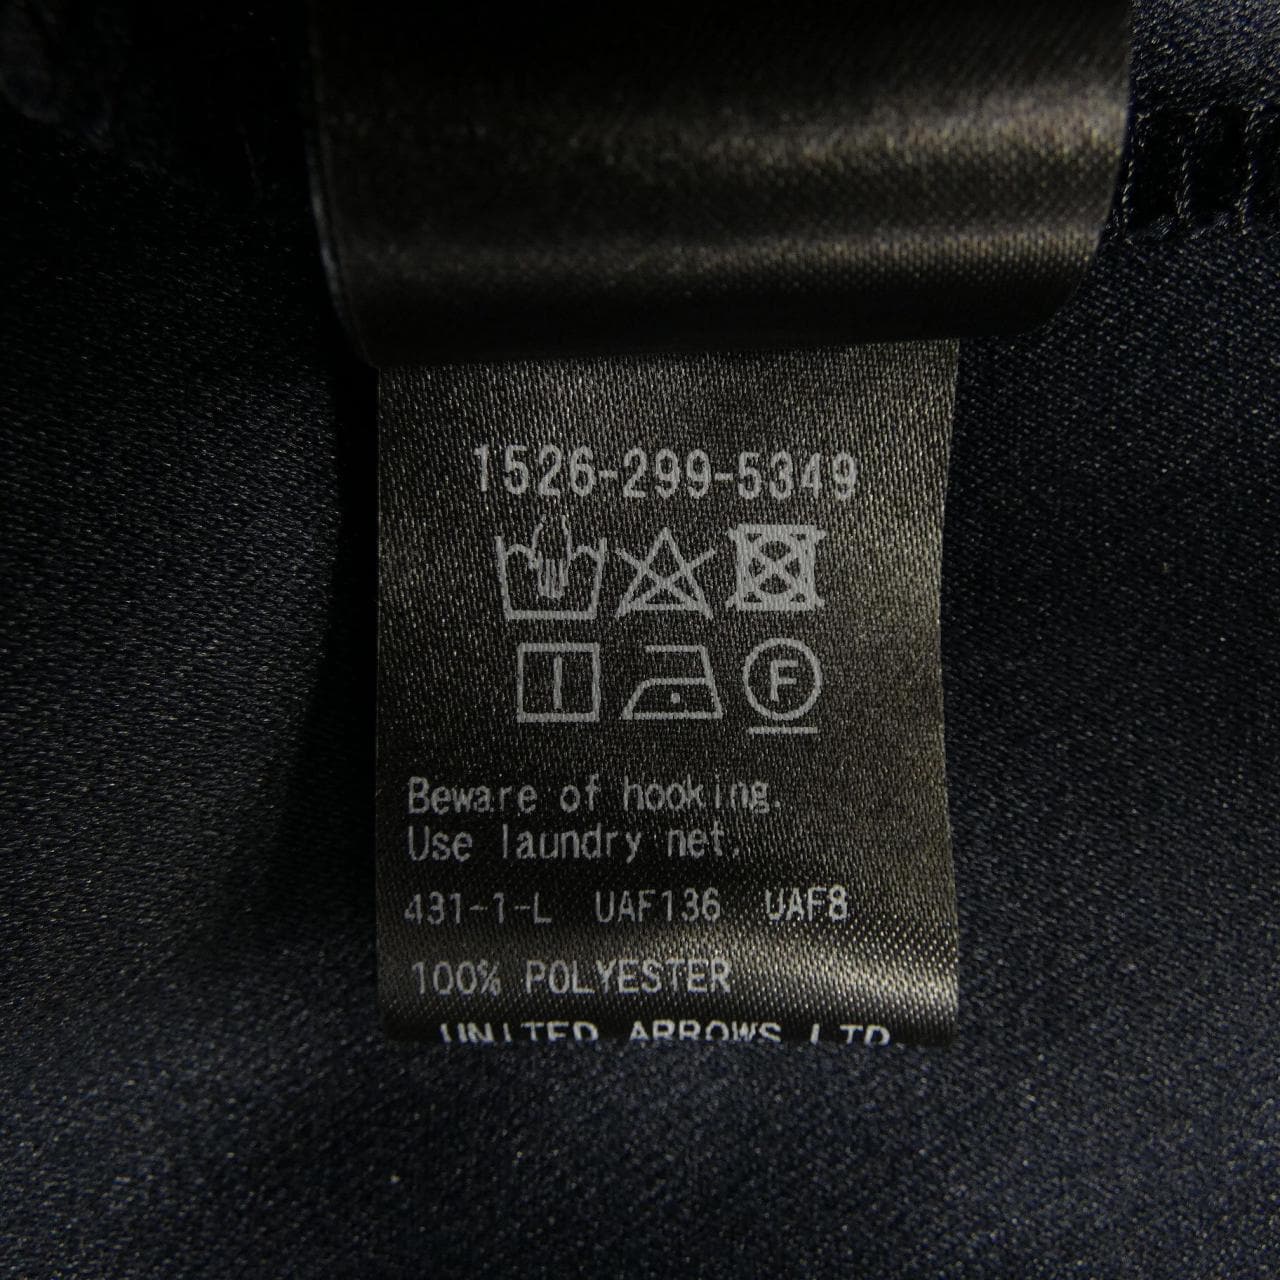 1526-299-5349
F
Beware of hooking.
Use laundry net.
431-1-L UAF136 UAF8
100% POLYESTER
UNITED ARROWS LTD.